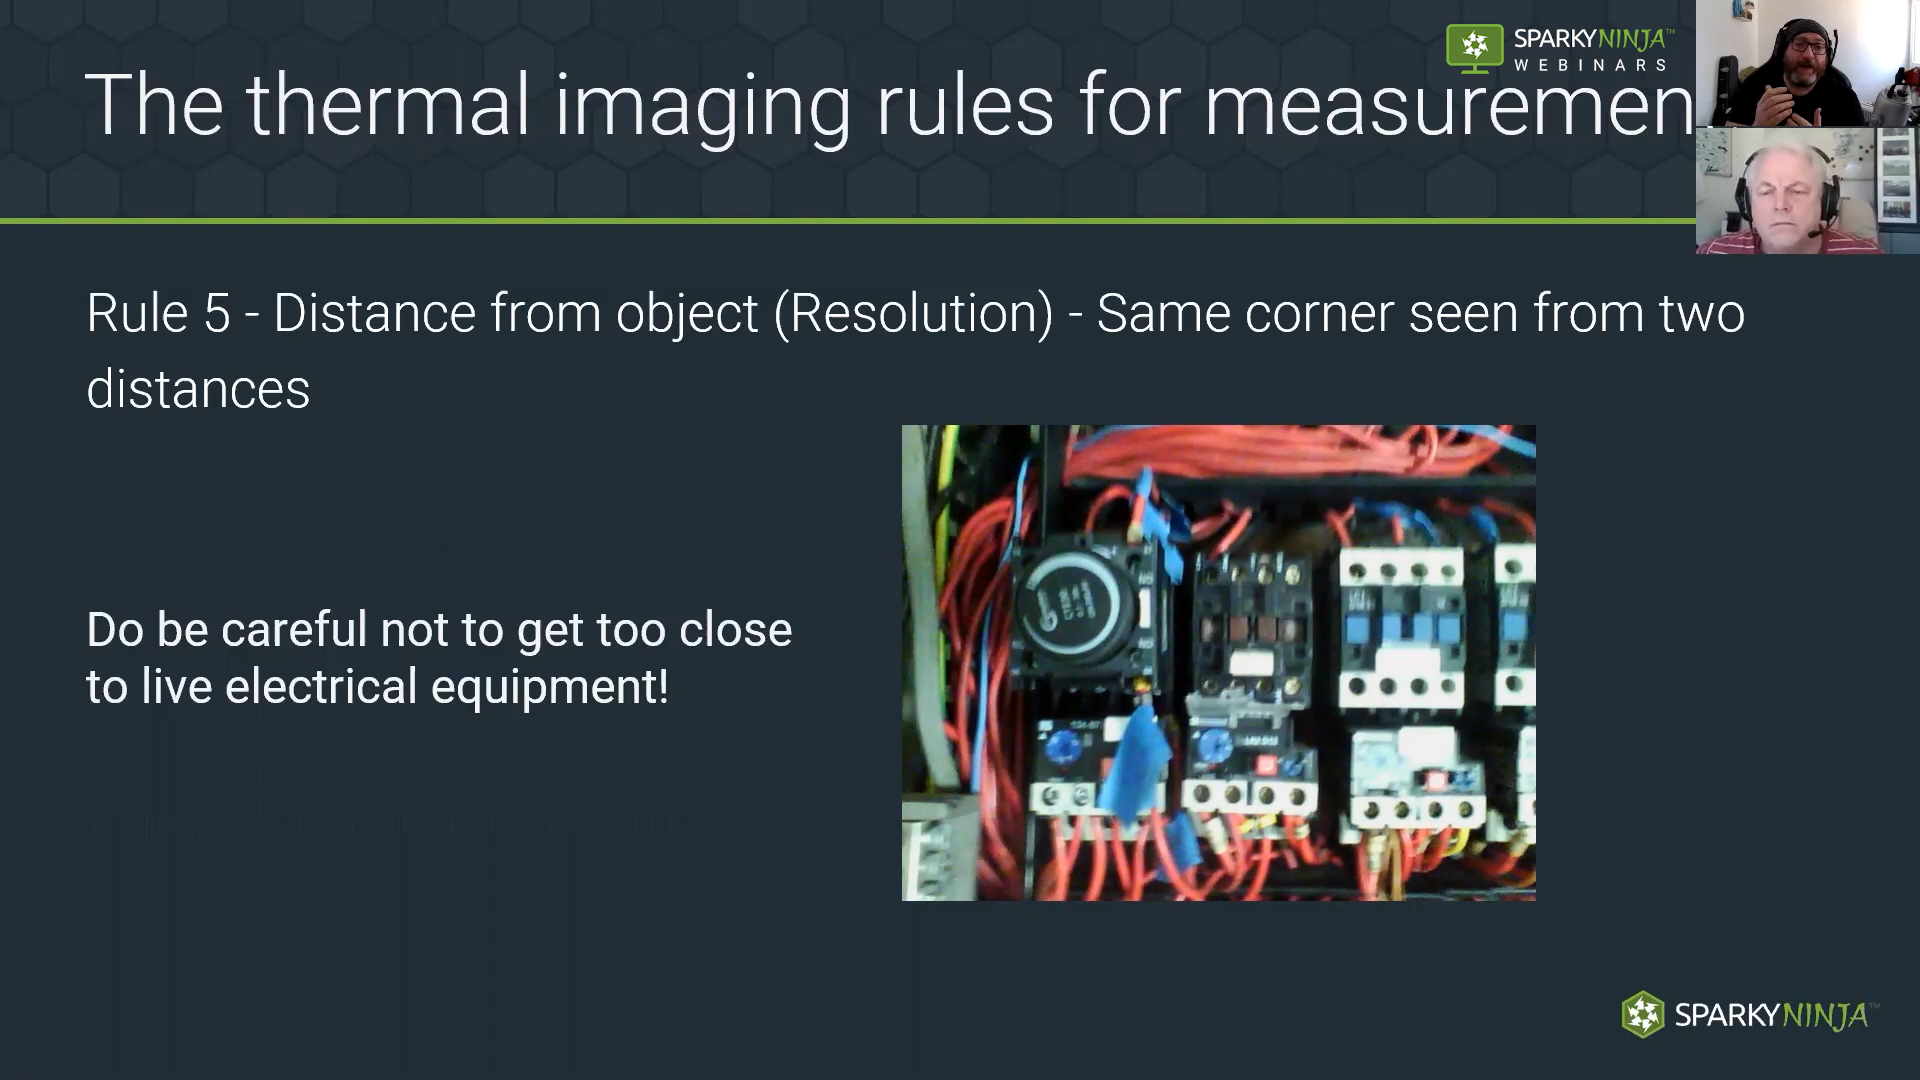 SPARKYNINJA™
WEBINARS
The thermal imaging rules for measuremen
Rule 5 - Distance from object (Resolution) - Same corner seen from two
distances
Do be careful not to get too close
to live electrical equipment!
SPARKYNINJA™